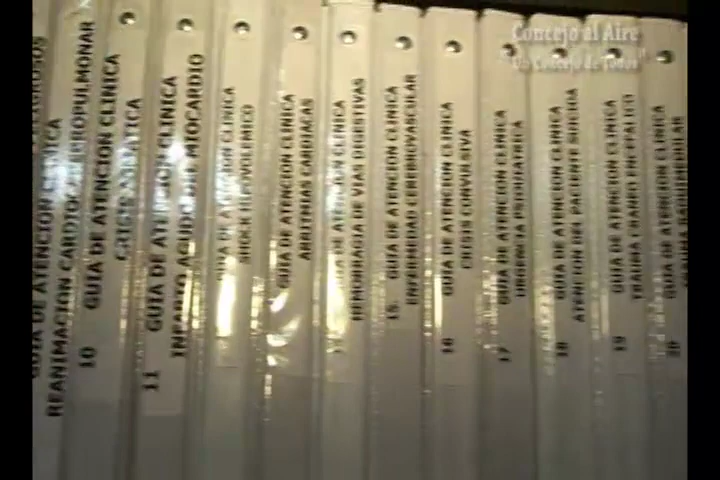 Concejo al Aire
"Un Concejo de Todos"
GUIA DE ATENCION CLINICA
REANIMACION
10
GUIA DE ATENCION CLINICA
CRISIS
11
GUIA DE ATENCION CLINICA
INFARTO AGUDO DE MIOCARDIO
GUIA DE ATENCION CLINICA
SHOCK HIPOVOLEMICO
GUIA DE ATENCION CLINICA
ARRITMIAS CARDIACAS
GUIA DE ATENCION CLINICA
HEMORRAGIA DE VIAS DIGESTIVAS
15
GUIA DE ATENCION CLINICA
ENFERMEDAD CEREBROVASCULAR
16
GUIA DE ATENCION CLINICA
CRISIS CONVULSIVA
17
GUIA DE ATENCION CLINICA
URGENCIA PSIQUIATRICA
18
GUIA DE ATENCION CLINICA
ATENCION DEL PACIENTE SUICIDA
19
GUIA DE ATENCION CLINICA
TRAUMA CRANEO ENCEFALICO
20
GUIA DE ATENCION CLINICA
TRAUMA RAQUIMEDULAR